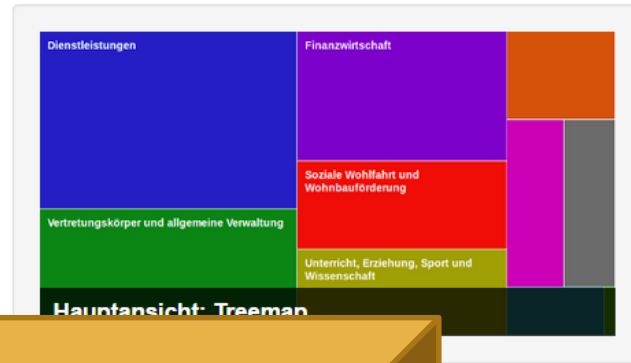 Dienstleistungen
Vertretungskörper und allgemeine Verwaltung
Finanzwirtschaft
Soziale Wohlfahrt und
Wohnbauförderung
Unterricht, Erziehung, Sport und
Wissenschaft
Hauptansicht: Treemap